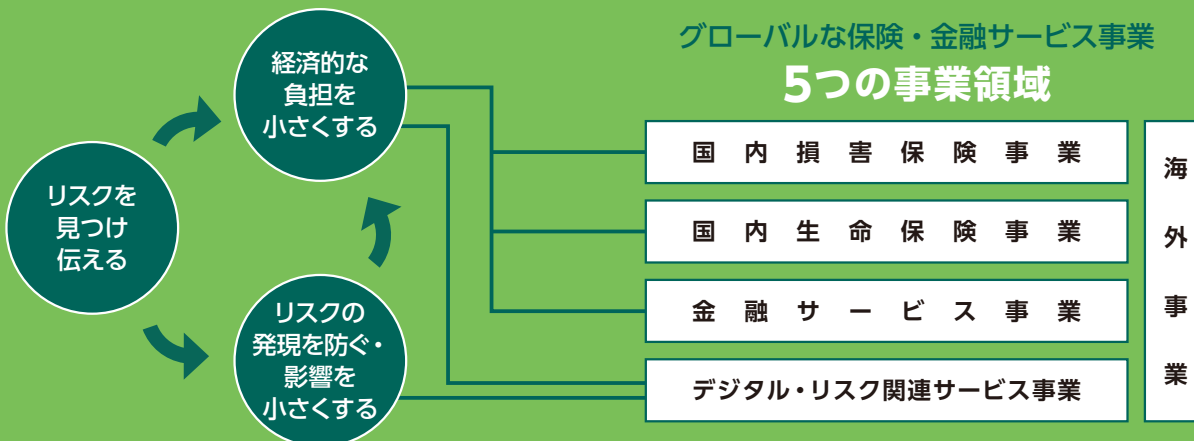 経済的な
負担を
小さくする
リスクを
見つけ
伝える
リスクの
発現を防ぐ・
影響を
小さくする
グローバルな保険・金融サービス事業
5つの事業領域
国内損害保険事業
国内生命保険事業
金融サービス事業
デジタル・リスク関連サービス事業
海外事業